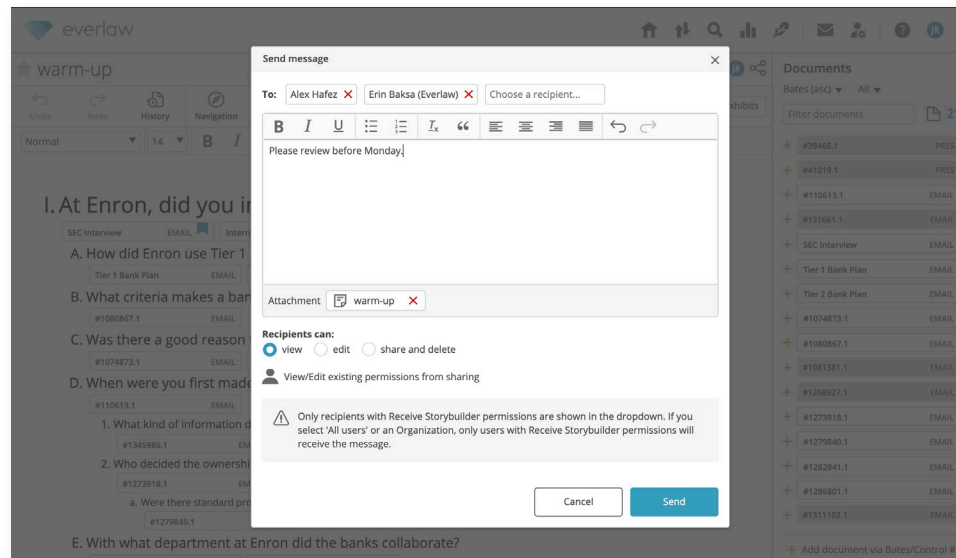 everlaw
JR
warm-up
JR
Undo
Redo
History
Navigation
xhibits
Normal
14
B
I
I. At Enron, did you in
SEC Interview
EMAIL
Intern
A. How did Enron use Tier 1
Tier 1 Bank Plan
EMAIL
B. What criteria makes a ban
#1080867.1
EMAIL
C. Was there a good reason
#1074873.1
EMAIL
D. When were you first made
#110613.1
EMAIL
1. What kind of information d
#1345986.1
EM
2. Who decided the ownershi
#1273918.1
EM
a. Were there standard pro
#1279840.1
E. With what department at Enron did the banks collaborate?
Send message
To:
Alex Hafez
Erin Baksa (Everlaw)
Choose a recipient...
B I U
Please review before Monday.
Attachment
warm-up
Recipients can:
view
edit
share and delete
View/Edit existing permissions from sharing
Only recipients with Receive Storybuilder permissions are shown in the dropdown. If you
select 'All users' or an Organization, only users with Receive Storybuilder permissions will
receive the message.
Cancel
Send
Documents
Bates (asc)
All
Filter documents
2
#39465.1 PRES
#41019.1 PRES
#110613.1 EMAIL
#131661.1 EMAIL
SEC Interview EMAIL
Tier 1 Bank Plan EMAIL
Tier 2 Bank Plan EMAIL
#1074873.1 EMAIL
#1080867.1 EMAIL
#1081381.1 EMAIL
#1268927.1 EMAIL
#1273918.1 EMAIL
#1279840.1 EMAIL
#1282841.1 EMAIL
#1286801.1 EMAIL
#1311102.1 EMAIL
Add document via Bates/Control #